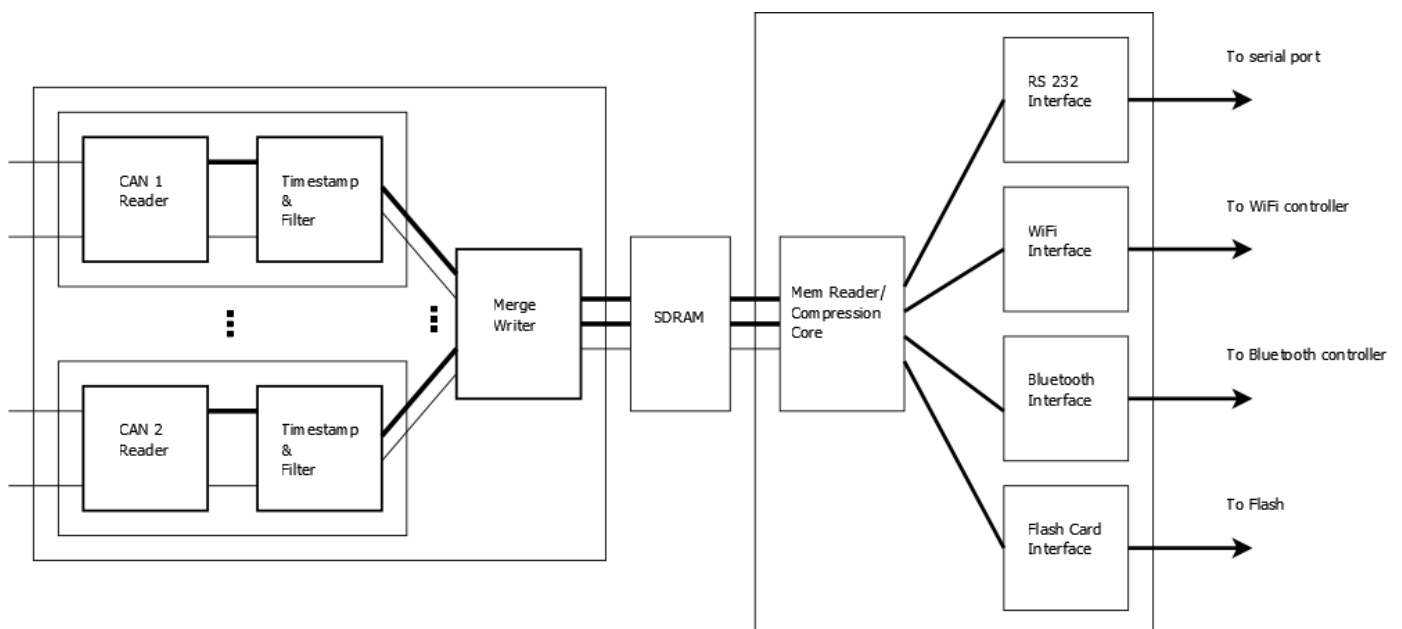 CAN 1
Reader
Timestamp
&
Filter
CAN 2
Reader
Timestamp
&
Filter
Merge
Writer
SDRAM
Mem Reader/
Compression
Core
RS 232
Interface
WiFi
Interface
Bluetooth
Interface
Flash Card
Interface
To serial port
To WiFi controller
To Bluetooth controller
To Flash